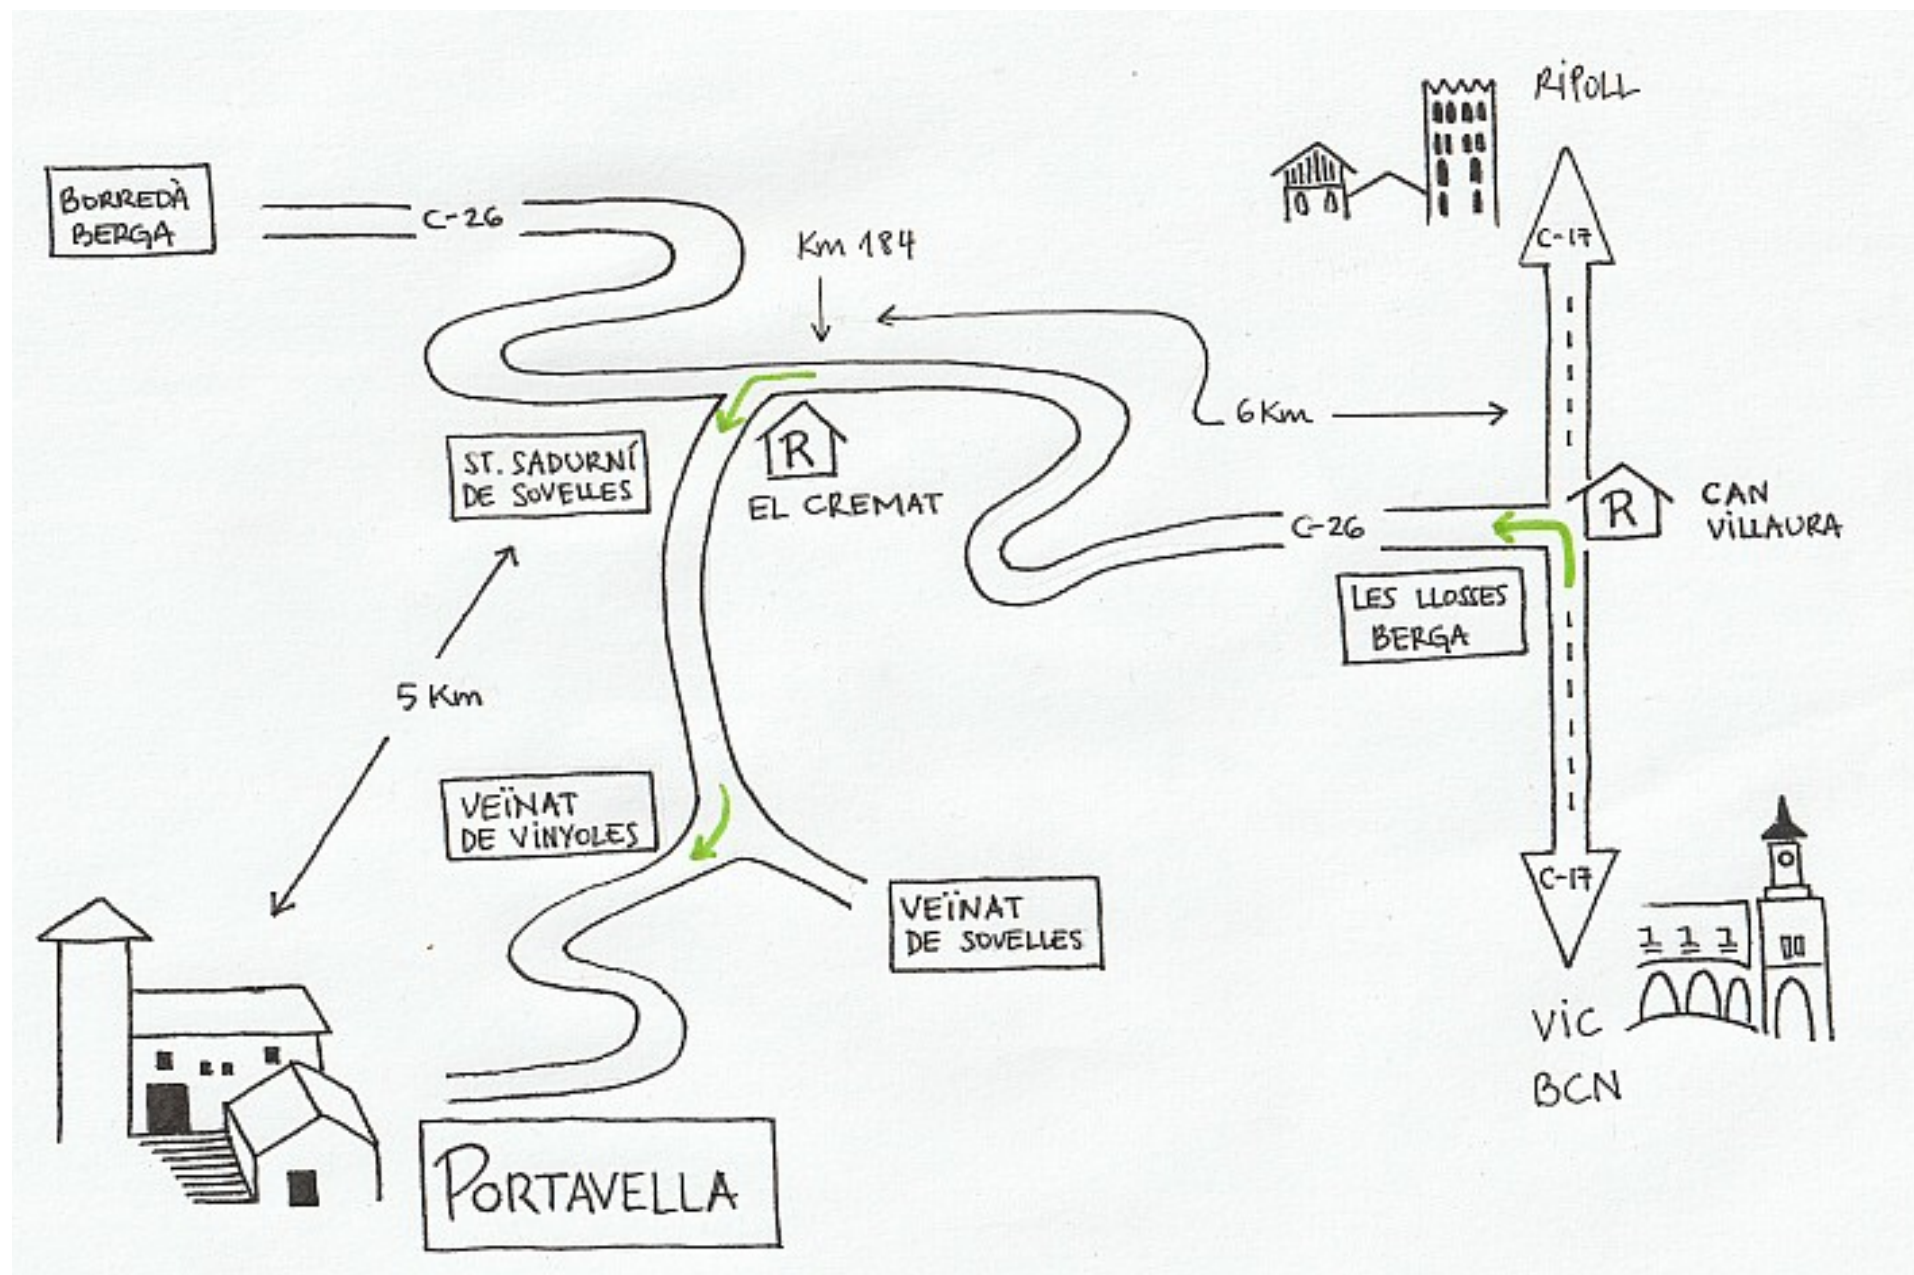 RIPOLL
C-17
BORREDÀ
BERGA
C-26
Km 184
6 Km
ST. SADURNÍ
DE SOVELLES
R
EL CREMAT
C-26
R
CAN
VILLAURA
LES LLOSSES
BERGA
5 Km
VEÏNAT
DE VINYOLES
VEÏNAT
DE SOVELLES
C-17
VIC
BCN
PORTAVELLA